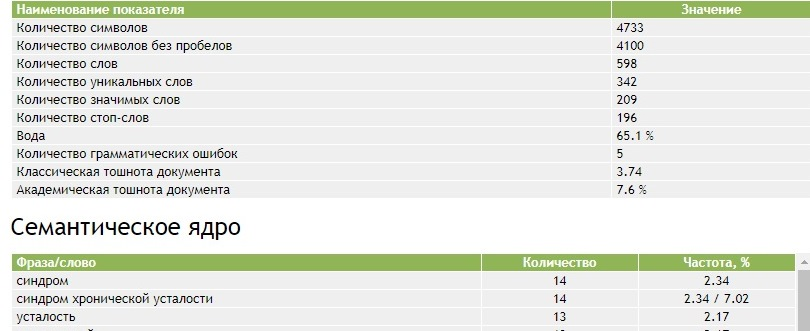 Наименование показателя Значение
Количество символов 4733
Количество символов без пробелов 4100
Количество слов 598
Количество уникальных слов 342
Количество значимых слов 209
Количество стоп-слов 196
Вода 65.1 %
Количество грамматических ошибок 5
Классическая тошнота документа 3.74
Академическая тошнота документа 7.6 %
Семантическое ядро
Фраза/слово Количество Частота, %
синдром 14 2.34
синдром хронической усталости 14 2.34 / 7.02
усталость 13 2.17